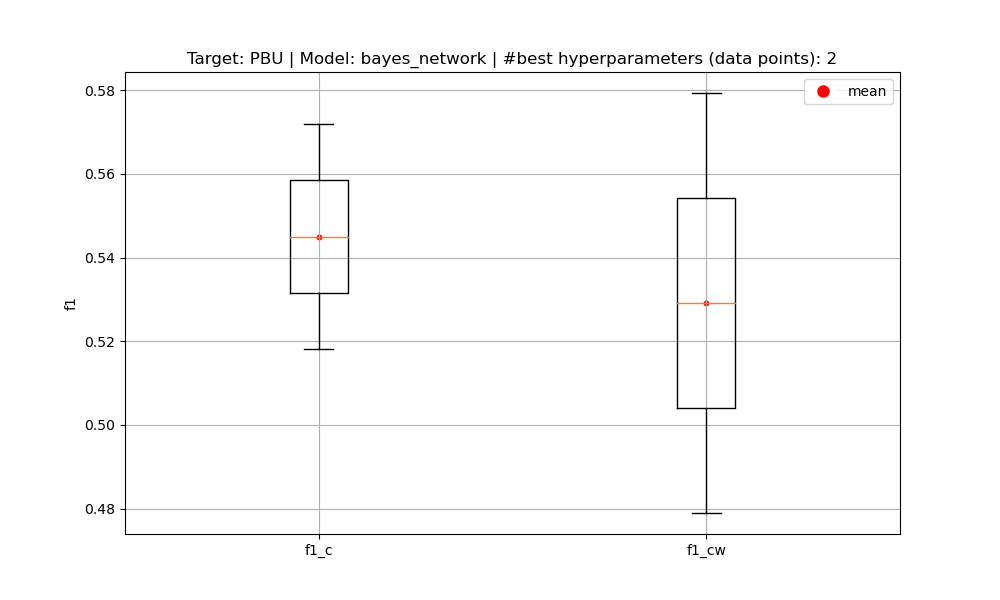 Target: PBU | Model: bayes_network | #best hyperparameters (data points): 2
mean
0.58
0.56
0.54
0.52
0.50
0.48
f1
f1_c
f1_cw